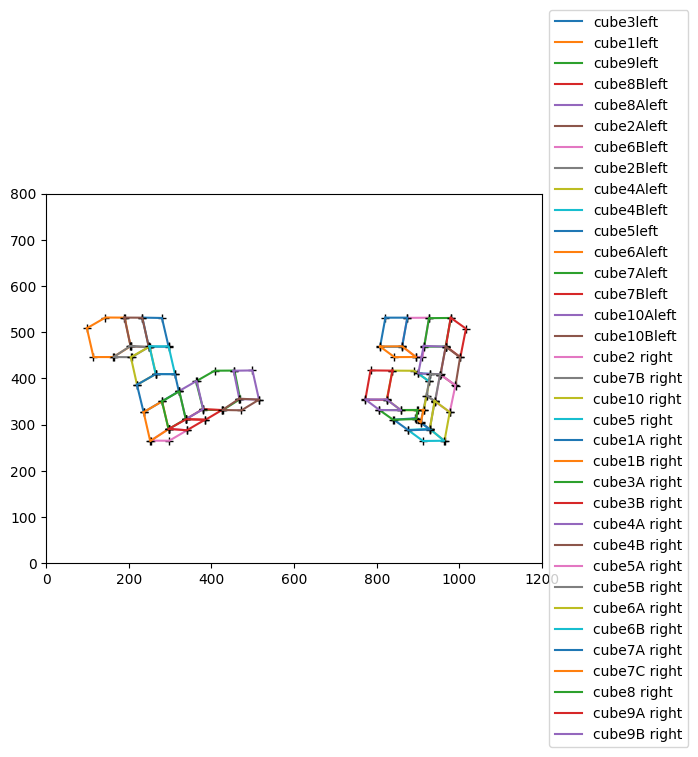 cube3left
cube1left
cube9left
cube8Bleft
cube8Aleft
cube2Aleft
cube6Bleft
cube2Bleft
cube4Aleft
cube4Bleft
cube5left
cube6Aleft
cube7Aleft
cube7Bleft
cube10Aleft
cube10Bleft
cube2 right
cube7B right
cube10 right
cube5 right
cube1A right
cube1B right
cube3A right
cube3B right
cube4A right
cube4B right
cube5A right
cube5B right
cube6A right
cube6B right
cube7A right
cube7C right
cube8 right
cube9A right
cube9B right
800
700
600
500
400
300
200
100
0
0 200 400 600 800 1000 1200